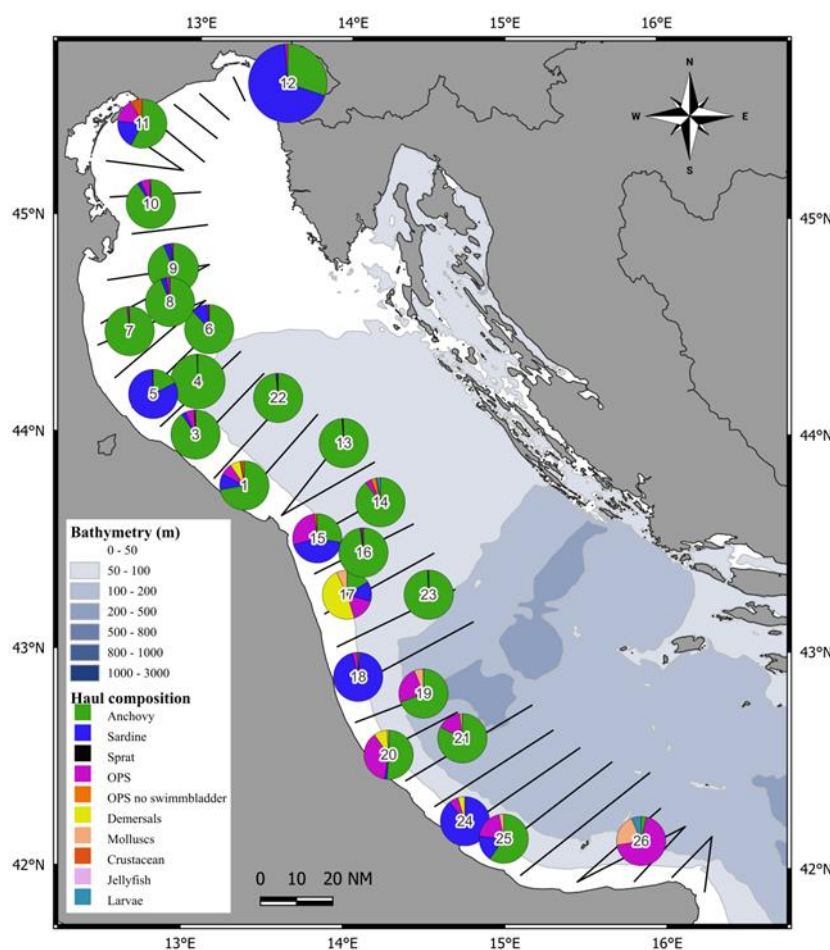 13°E 14°E 15°E 16°E
N
W E
S
12
11
45°N 10 45°N
9
8
7 6
4
5 22
44°N 3 13 44°N
1
14
15
16
17 23
43°N 43°N
18
19
21
20
24
25 26
42°N 42°N
Bathymetry (m)
0 - 50
50 - 100
100 - 200
200 - 500
500 - 800
800 - 1000
1000 - 3000
Haul composition
Anchovy
Sardine
Sprat
OPS
OPS no swimbladder
Demersals
Molluscs
Crustacean
Jellyfish
Larvae
0 10 20 NM
13°E 14°E 15°E 16°E